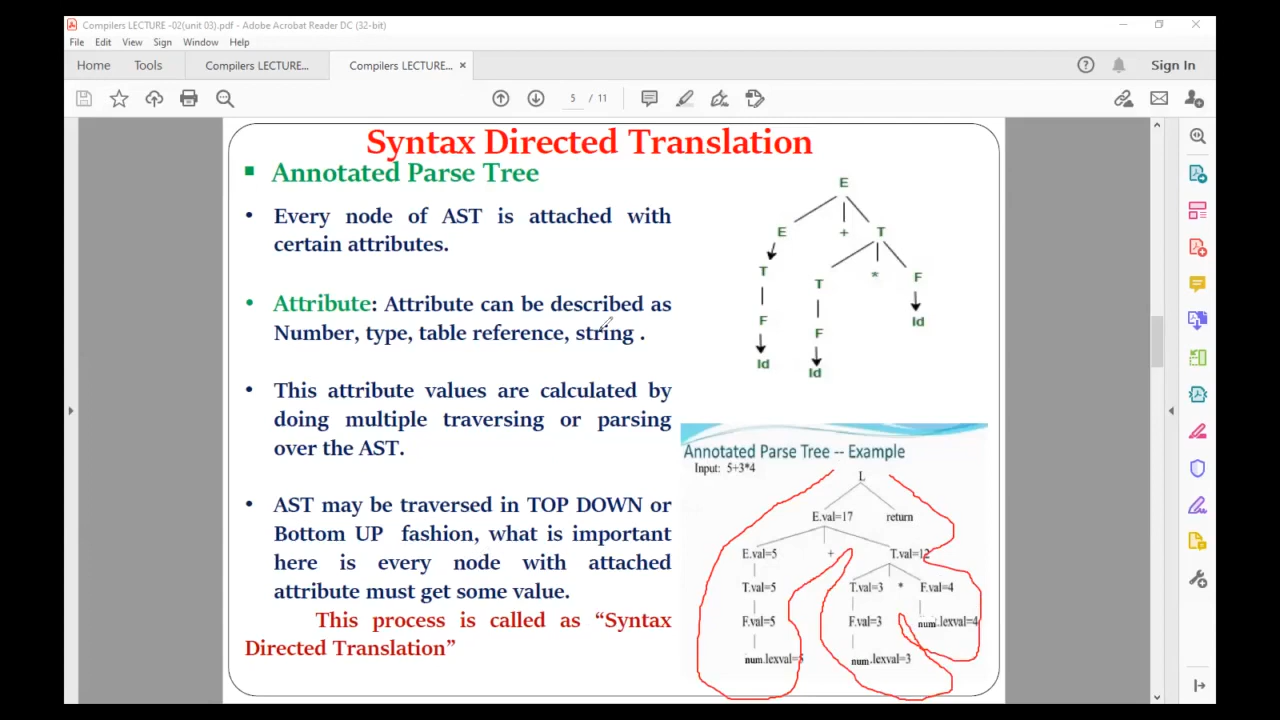 Compilers LECTURE -02(unit 03).pdf - Adobe Acrobat Reader DC (32-bit)
File Edit View Sign Window Help
Home Tools Compilers LECTURE... Compilers LECTURE... ×
5 / 11
Sign In
Syntax Directed Translation
▪ Annotated Parse Tree
• Every node of AST is attached with
certain attributes.
• Attribute: Attribute can be described as
Number, type, table reference, string .
• This attribute values are calculated by
doing multiple traversing or parsing
over the AST.
• AST may be traversed in TOP DOWN or
Bottom UP fashion, what is important
here is every node with attached
attribute must get some value.
This process is called as “Syntax
Directed Translation”
E
E + T
T T * F
F F Id
Id Id
Annotated Parse Tree -- Example
Input: 5+3*4
L
E.val=17 return
E.val=5 + T.val=12
T.val=5 T.val=3 * F.val=4
F.val=5 F.val=3 num.lexval=4
num.lexval=5 num.lexval=3